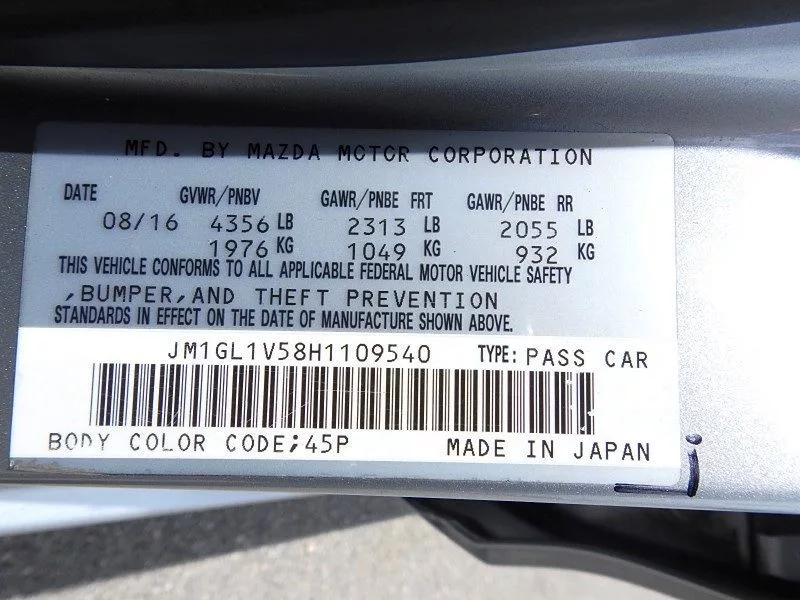 MFD. BY MAZDA MOTOR CORPORATION
DATE GVWR/PNBV GAWR/PNBE FRT GAWR/PNBE RR
08/16 4356 LB 2313 LB 2055 LB
1976 KG 1049 KG 932 KG
THIS VEHICLE CONFORMS TO ALL APPLICABLE FEDERAL MOTOR VEHICLE SAFETY
,BUMPER,AND THEFT PREVENTION
STANDARDS IN EFFECT ON THE DATE OF MANUFACTURE SHOWN ABOVE.
JM1GL1V58H1109540 TYPE: PASS CAR
BODY COLOR CODE;45P MADE IN JAPAN